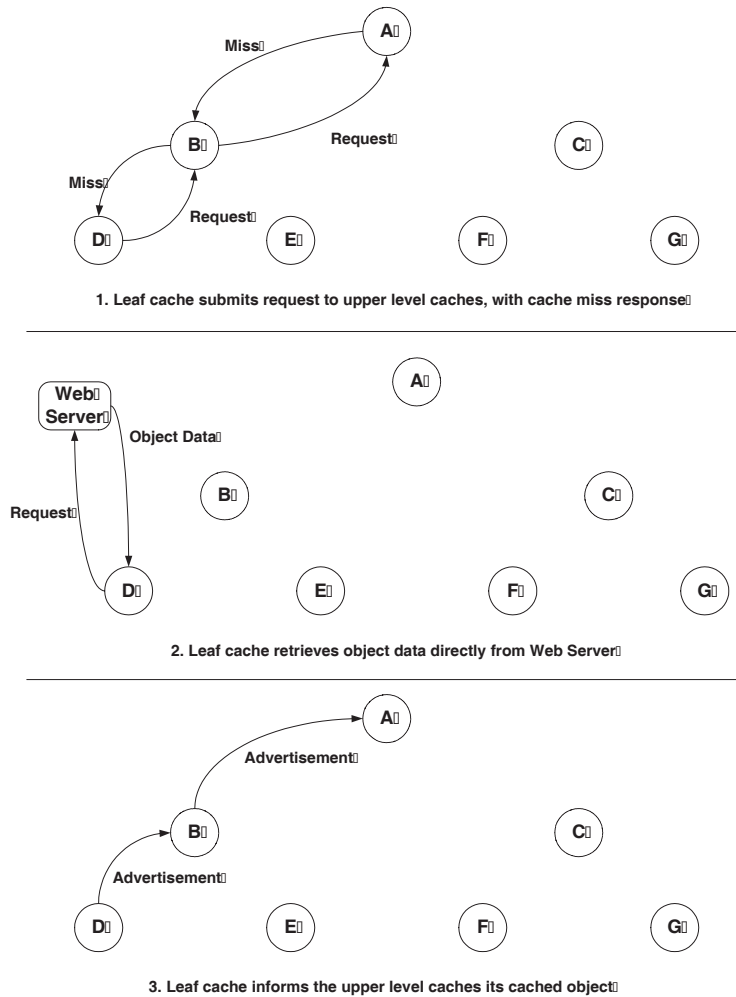 A
Miss
B
Request
C
Miss
Request
D
E
F
G
1. Leaf cache submits request to upper level caches, with cache miss response
A
Web
Server
Object Data
B
C
Request
D
E
F
G
2. Leaf cache retrieves object data directly from Web Server
A
Advertisement
B
C
Advertisement
D
E
F
G
3. Leaf cache informs the upper level caches its cached object